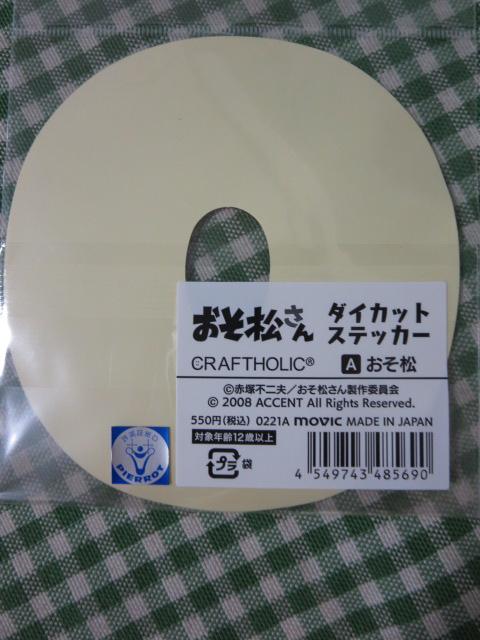 おそ松さん ダイカット
ステッカー
CRAFTHOLIC®
A おそ松
©赤塚不二夫／おそ松さん製作委員会
© 2008 ACCENT All Rights Reserved.
550円(税込) 0221A movic MADE IN JAPAN
対象年齢12歳以上
プラ 袋
4 549743 485690
PIERROT